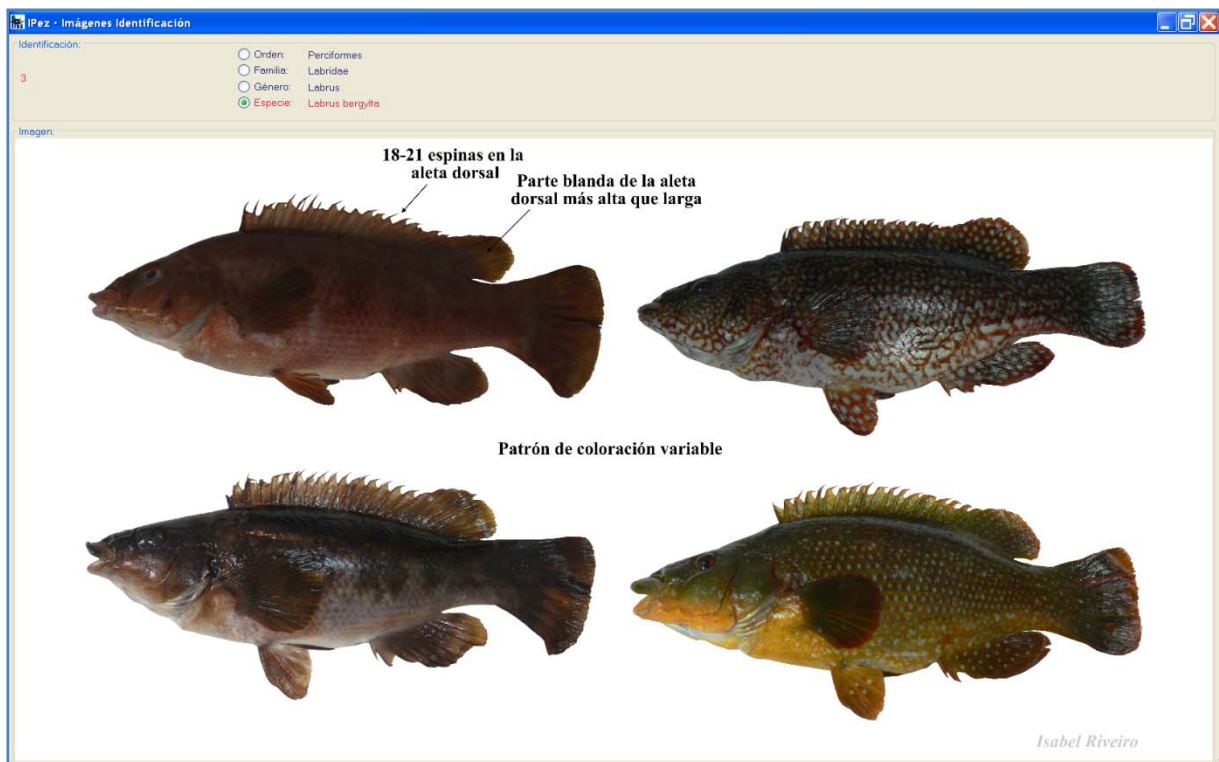 IPez - Imágenes Identificación
Identificación:
3
Orden: Perciformes
Familia: Labridae
Género: Labrus
Especie: Labrus bergylta
Imagen:
18-21 espinas en la
aleta dorsal
Parte blanda de la aleta
dorsal más alta que larga
Patrón de coloración variable
Isabel Riveiro